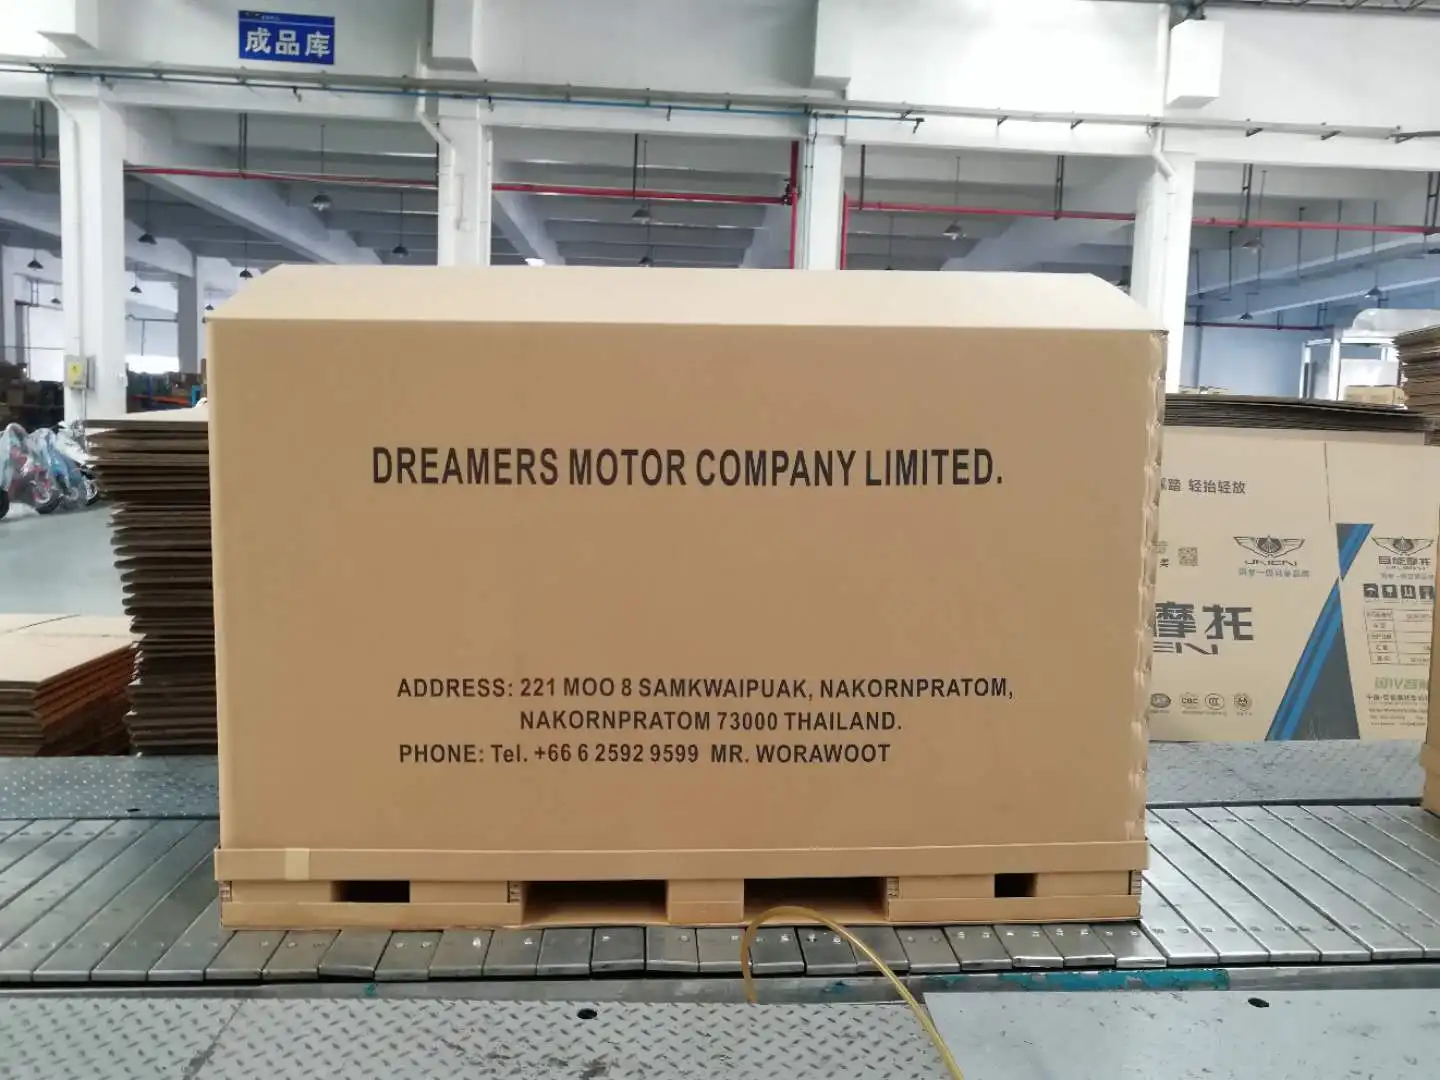 成品库
DREAMERS MOTOR COMPANY LIMITED.
ADDRESS: 221 MOO 8 SAMKWAIPUAK, NAKORNPRATOM,
NAKORNPRATOM 73000 THAILAND.
PHONE: Tel. +66 6 2592 9599 MR. WORAWOOT
轻抬轻放
摩托